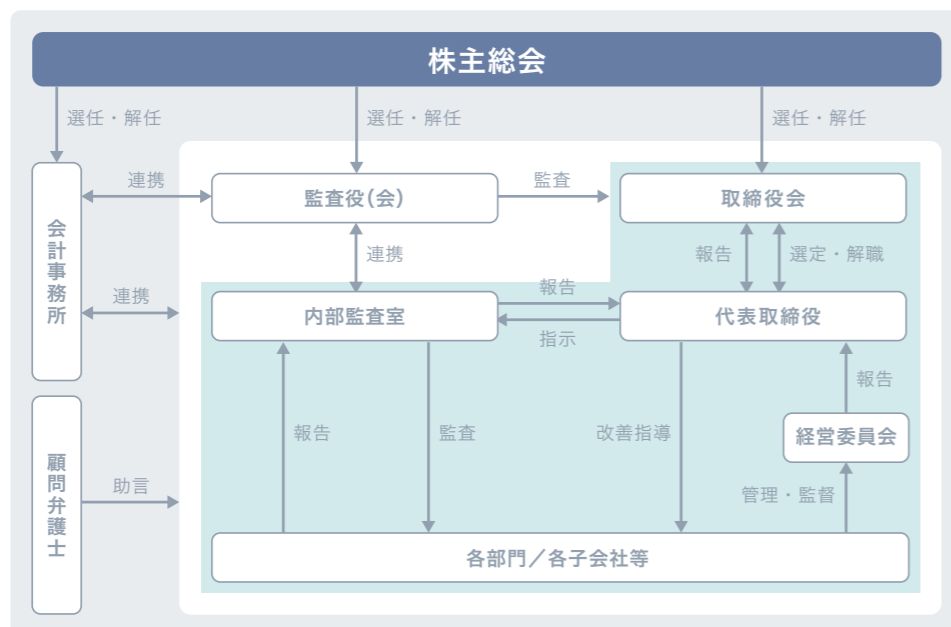 株主総会
選任・解任
選任・解任
選任・解任
連携
監査役(会)
監査
取締役会
会計事務所
連携
報告
選定・解職
連携
内部監査室
報告
指示
代表取締役
報告
監査
改善指導
報告
経営委員会
顧問弁護士
助言
管理・監督
各部門／各子会社等